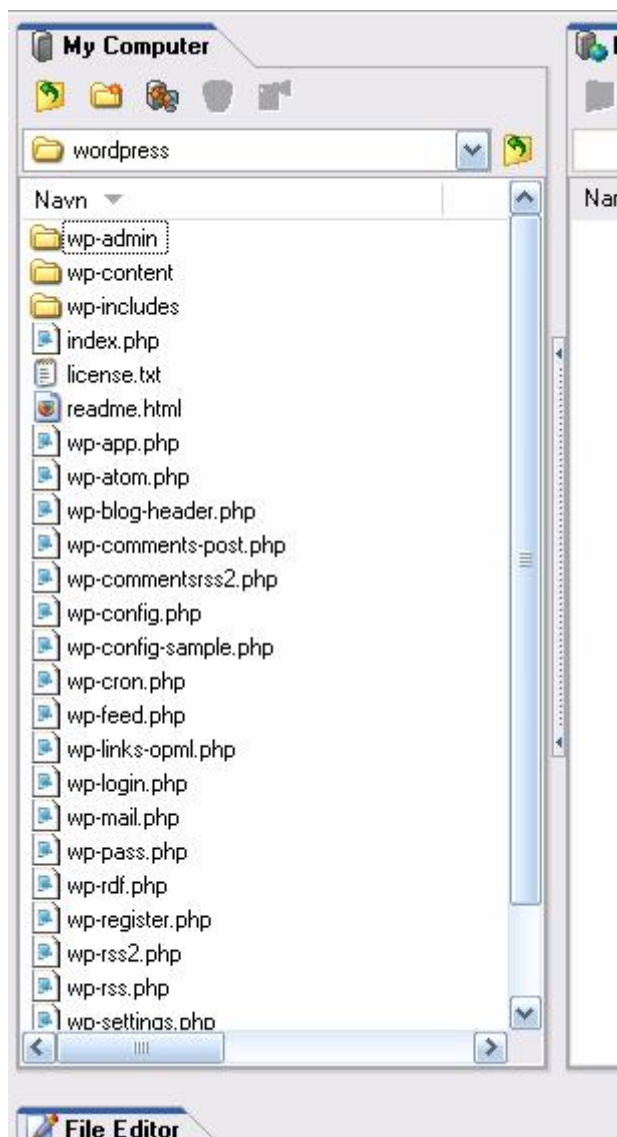 My Computer
wordpress
Navn
wp-admin
wp-content
wp-includes
index.php
license.txt
readme.html
wp-app.php
wp-atom.php
wp-blog-header.php
wp-comments-post.php
wp-commentsrss2.php
wp-config.php
wp-config-sample.php
wp-cron.php
wp-feed.php
wp-links-opml.php
wp-login.php
wp-mail.php
wp-pass.php
wp-rdf.php
wp-register.php
wp-rss2.php
wp-rss.php
wp-settings.php
File Editor